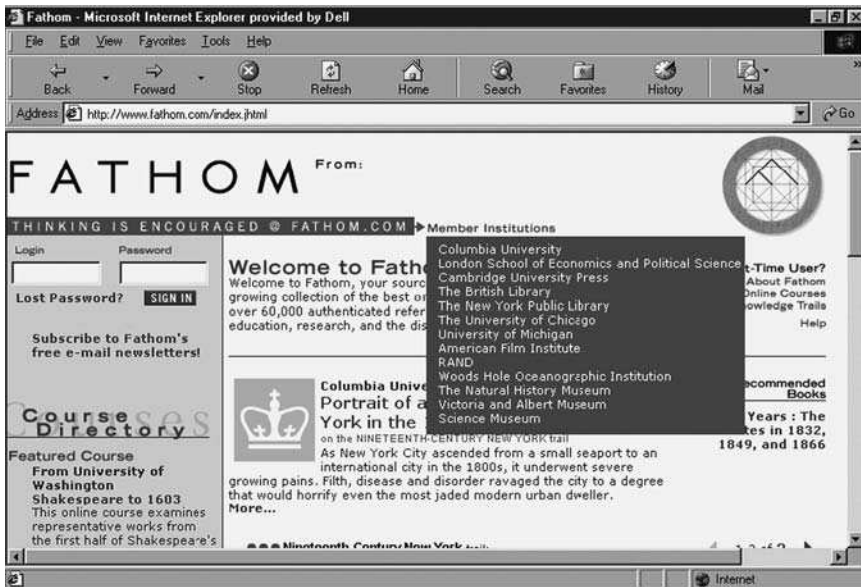 Fathom - Microsoft Internet Explorer provided by Dell
File Edit View Favorites Tools Help
Back Forward Stop Refresh Home Search Favorites History Mail
Address http://www.fathom.com/index.jhtml Go
FATHOM From:
THINKING IS ENCOURAGED @ FATHOM.COM Member Institutions
Columbia University
London School of Economics and Political Science
Cambridge University Press
The British Library
The New York Public Library
The University of Chicago
University of Michigan
American Film Institute
RAND
Woods Hole Oceanographic Institution
The Natural History Museum
Victoria and Albert Museum
Science Museum
Login Password
Lost Password? SIGN IN
Subscribe to Fathom's
free e-mail newsletters!
Course
Directory
Featured Course
From University of
Washington
Shakespeare to 1603
This online course examines
representative works from
the first half of Shakespeare's
Welcome to
Welcome to Fathom, your
growing collection of the best
over 60,000 authenticated
education, research, and the
Columbia
Portrait of a
York in the
on the NINETEENTH-CENTURY NEW YORK trail
As New York City ascended from a small seaport to an
international city in the 1800s, it underwent severe
growing pains. Filth, disease and disorder ravaged the city to a degree
that would horrify even the most jaded modern urban dweller.
More...
Nineteenth Century New York
-Time User?
About Fathom
Online Courses
Trails
Help
Books
Years : The
in 1832,
1849, and 1866
Internet